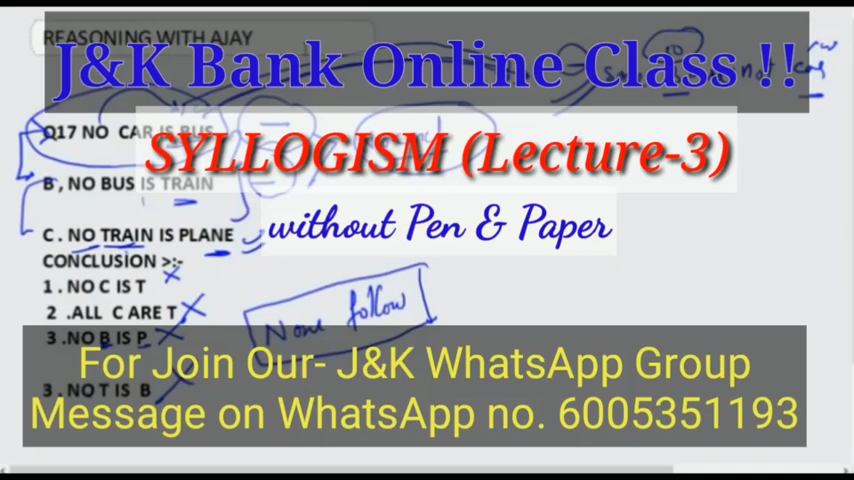 REASONING WITH AJAY
J&K Bank Online Class !!
Q17 NO CAR IS BUS
SYLLOGISM (Lecture-3)
B , NO BUS IS TRAIN
without Pen & Paper
C . NO TRAIN IS PLANE
CONCLUSION >:-
1 . NO C IS T
2 .ALL C ARE T
None follow
3 .NO B IS P
For Join Our- J&K WhatsApp Group
3 . NO T IS B
Message on WhatsApp no. 6005351193